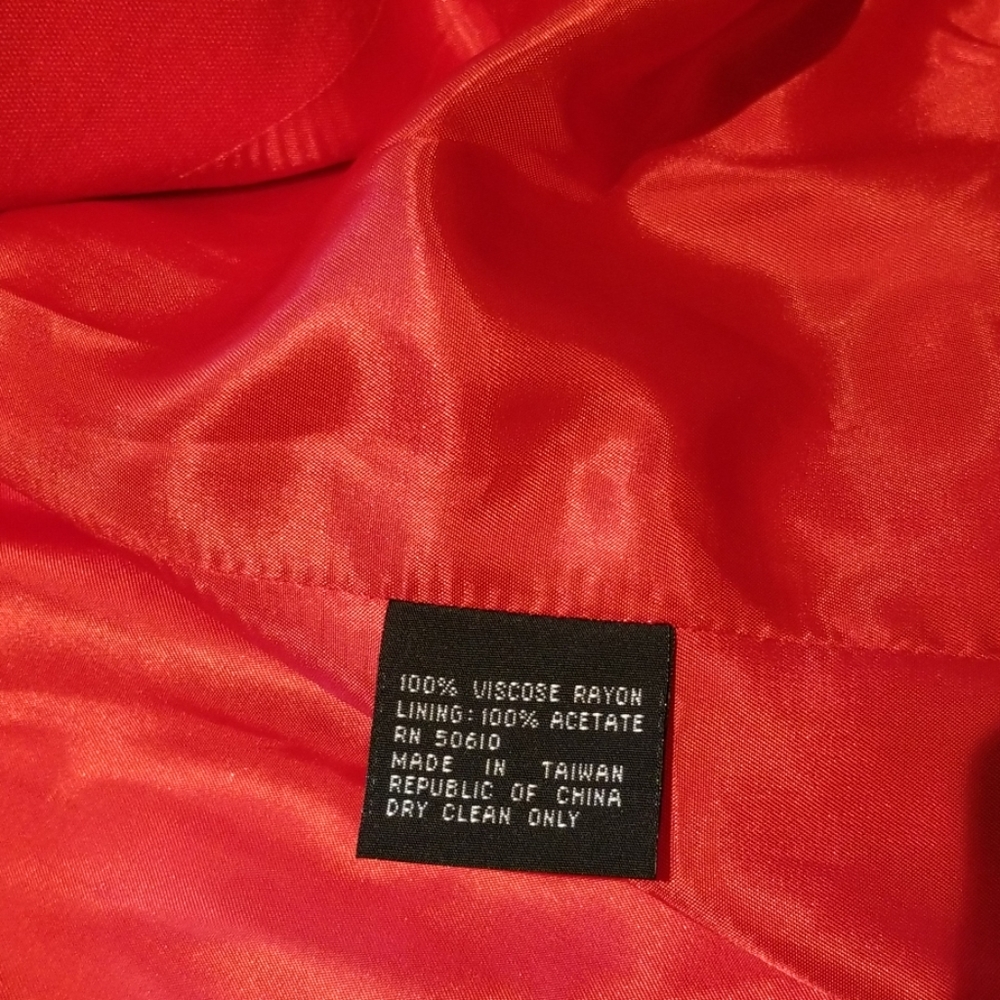 100% VISCOSE RAYON
LINING: 100% ACETATE
RN 50610
MADE IN TAIWAN
REPUBLIC OF CHINA
DRY CLEAN ONLY